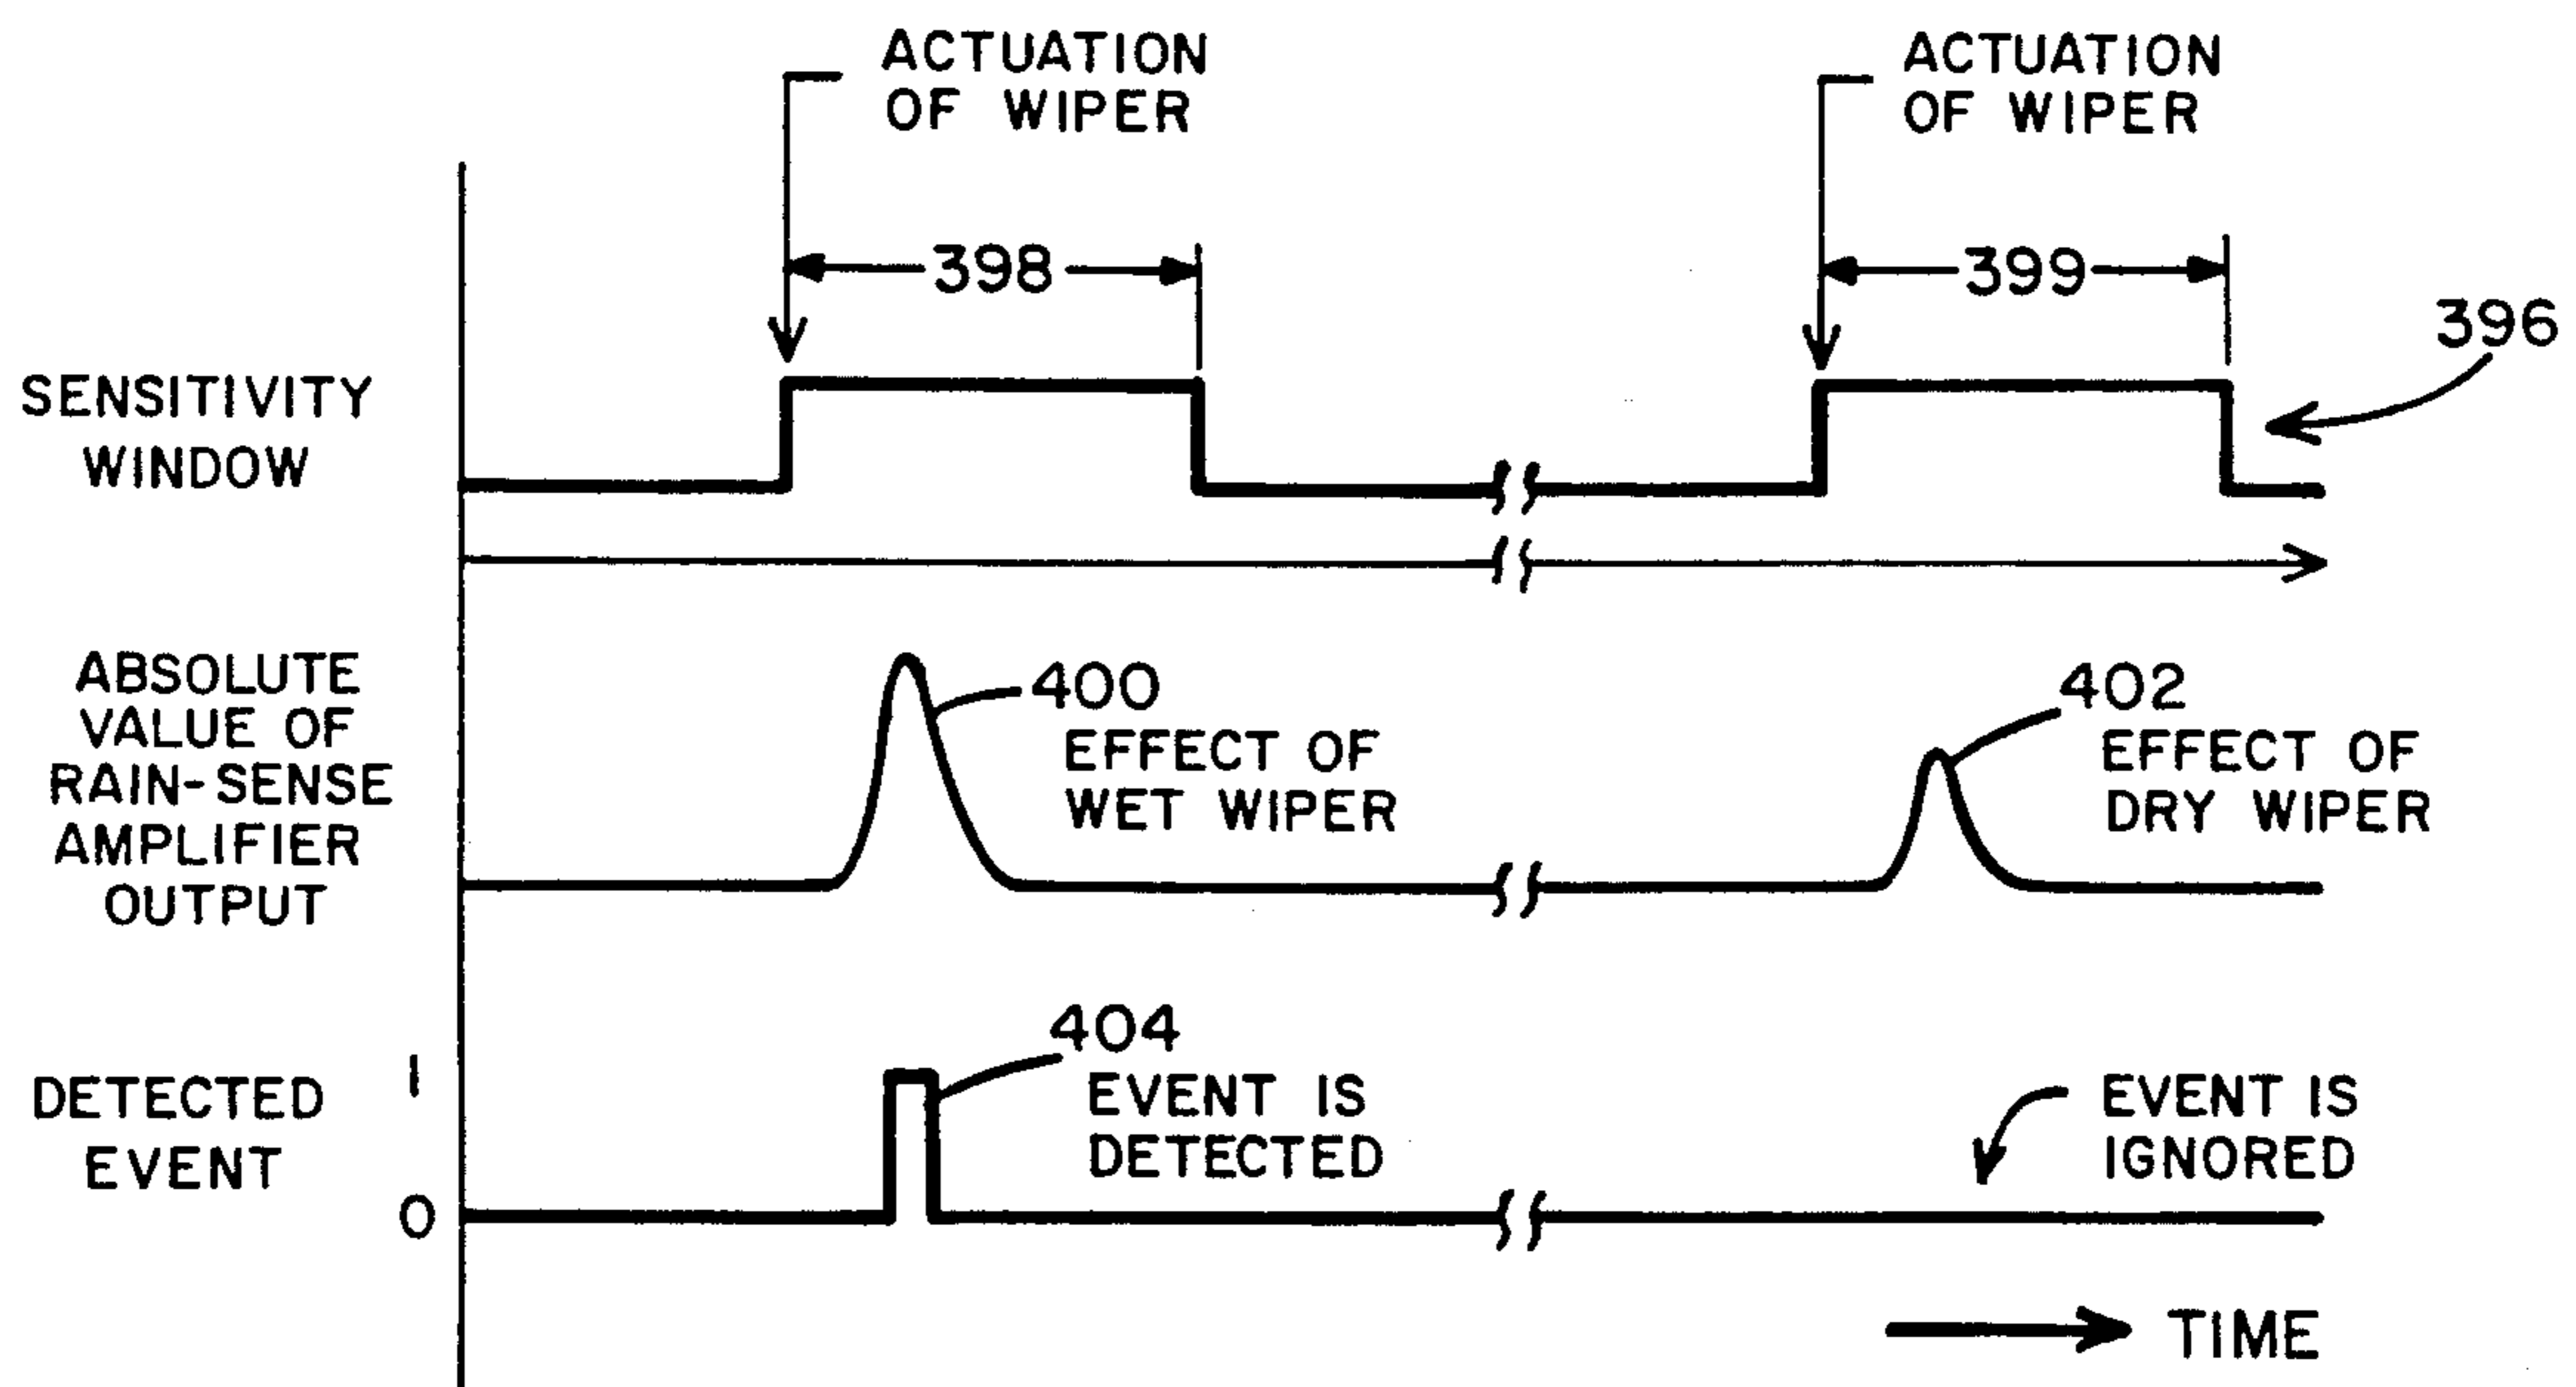 ACTUATION
OF WIPER
ACTUATION
OF WIPER
398
399
396
SENSITIVITY
WINDOW
ABSOLUTE
VALUE OF
RAIN-SENSE
AMPLIFIER
OUTPUT
400
EFFECT OF
WET WIPER
402
EFFECT OF
DRY WIPER
404
EVENT IS
DETECTED
EVENT IS
IGNORED
DETECTED
EVENT
1
0
TIME